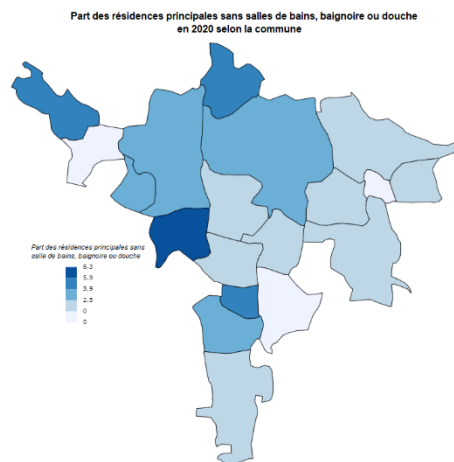 Part des résidences principales sans salles de bains, baignoire ou douche
en 2020 selon la commune
Part des résidences principales sans
salle de bains, baignoire ou douche
6.3
5.9
3.9
2.5
0
0